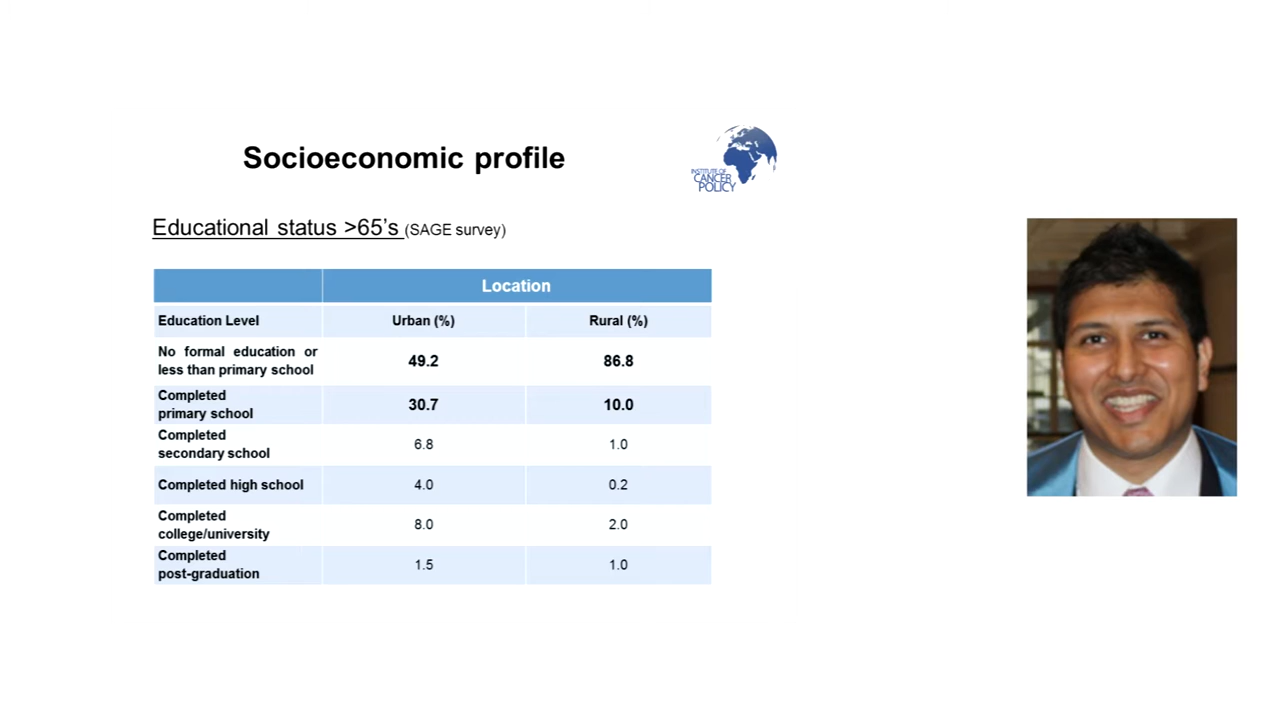 Socioeconomic profile
INSTITUTE OF
CANCER
POLICY
Educational status >65’s (SAGE survey)
Location
Education Level Urban (%) Rural (%)
No formal education or
less than primary school 49.2 86.8
Completed
primary school 30.7 10.0
Completed
secondary school 6.8 1.0
Completed high school 4.0 0.2
Completed
college/university 8.0 2.0
Completed
post-graduation 1.5 1.0